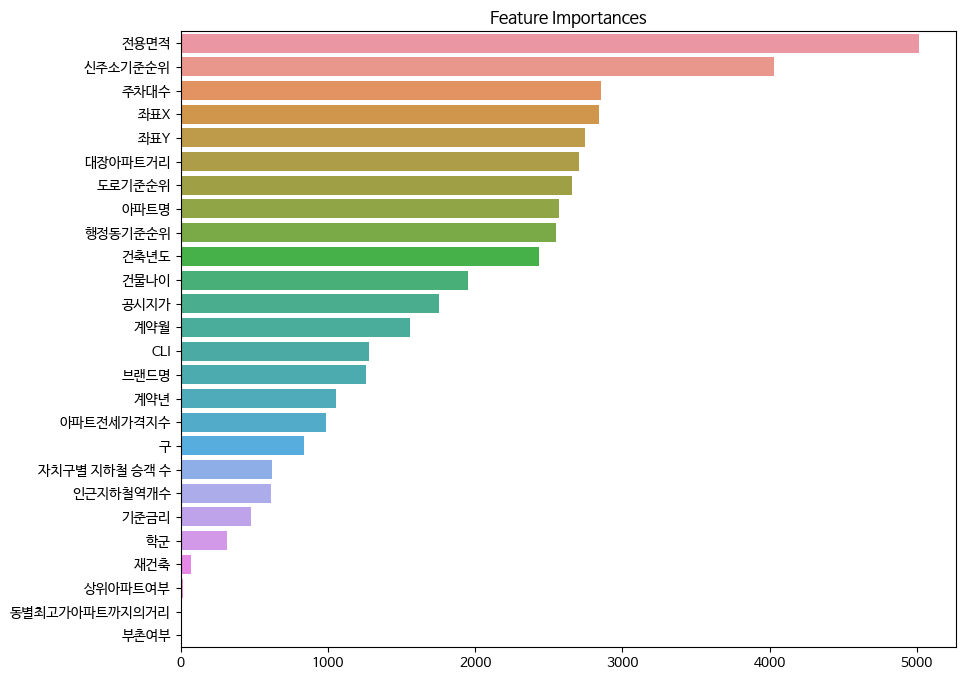 Feature Importances
전용면적
신주소기준순위
주차대수
좌표X
좌표Y
대장아파트거리
도로기준순위
아파트명
행정동기준순위
건축년도
건물나이
공시지가
계약월
CLI
브랜드명
계약년
아파트전세가격지수
구
자치구별 지하철 승객 수
인근지하철역개수
기준금리
학군
재건축
상위아파트여부
동별최고가아파트까지의거리
부촌여부
0 1000 2000 3000 4000 5000